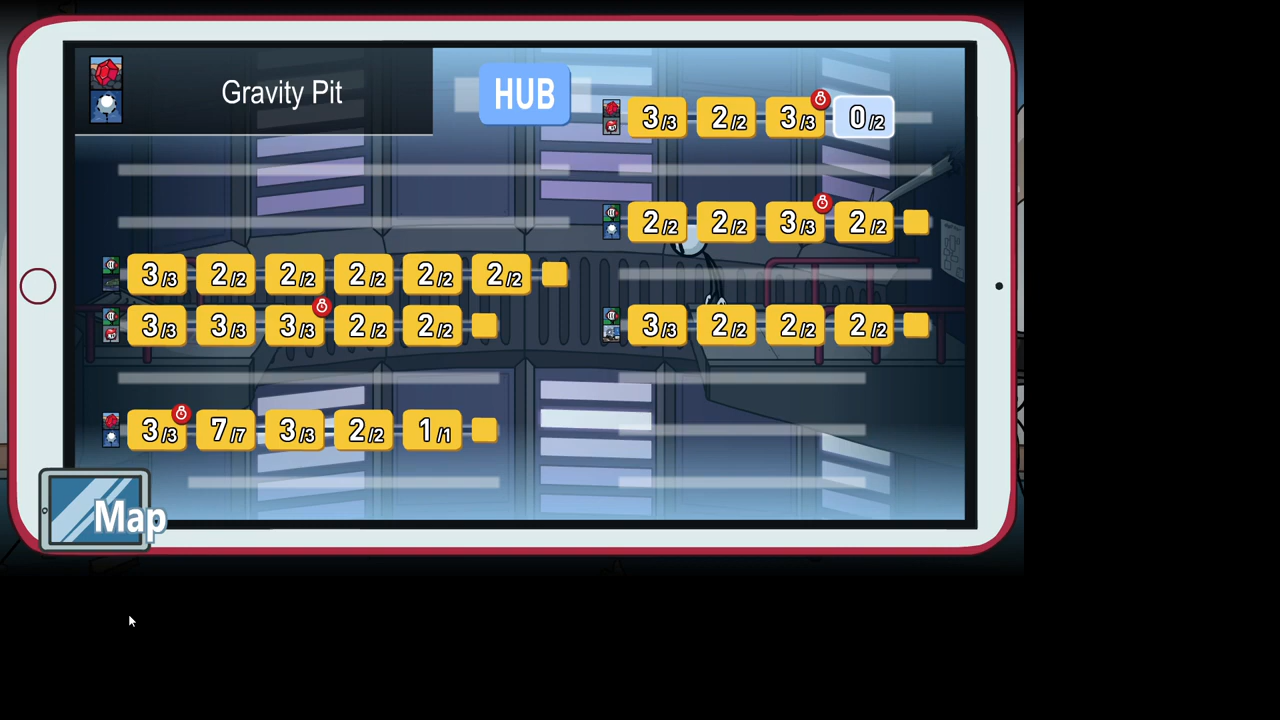 Gravity Pit
HUB
3/3 2/2 3/3 0/2
2/2 2/2 3/3 2/2
3/3 2/2 2/2 2/2 2/2 2/2
3/3 3/3 3/3 2/2 2/2
3/3 2/2 2/2 2/2
3/3 7/7 3/3 2/2 1/1
Map